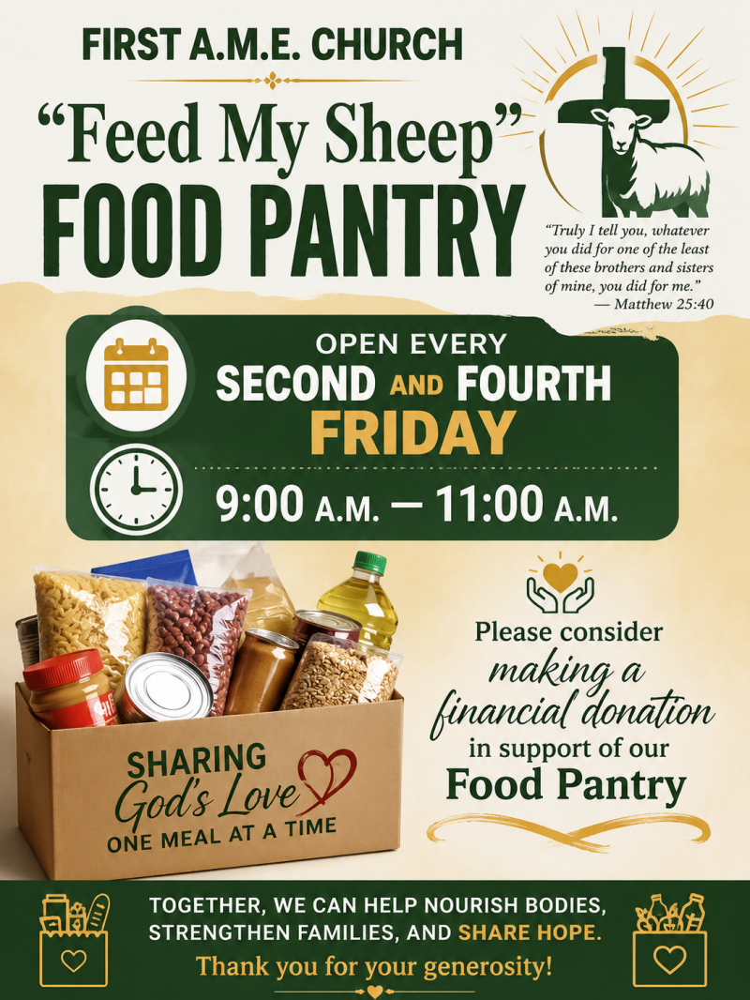 FIRST A.M.E. CHURCH
“Feed My Sheep”
FOOD PANTRY
“Truly I tell you, whatever
you did for one of the least
of these brothers and sisters
of mine, you did for me.”
— Matthew 25:40
OPEN EVERY
SECOND AND FOURTH
FRIDAY
9:00 A.M. — 11:00 A.M.
Please consider
making a
financial donation
in support of our
Food Pantry
SHARING
God's Love
ONE MEAL AT A TIME
TOGETHER, WE CAN HELP NOURISH BODIES,
STRENGTHEN FAMILIES, AND SHARE HOPE.
Thank you for your generosity!